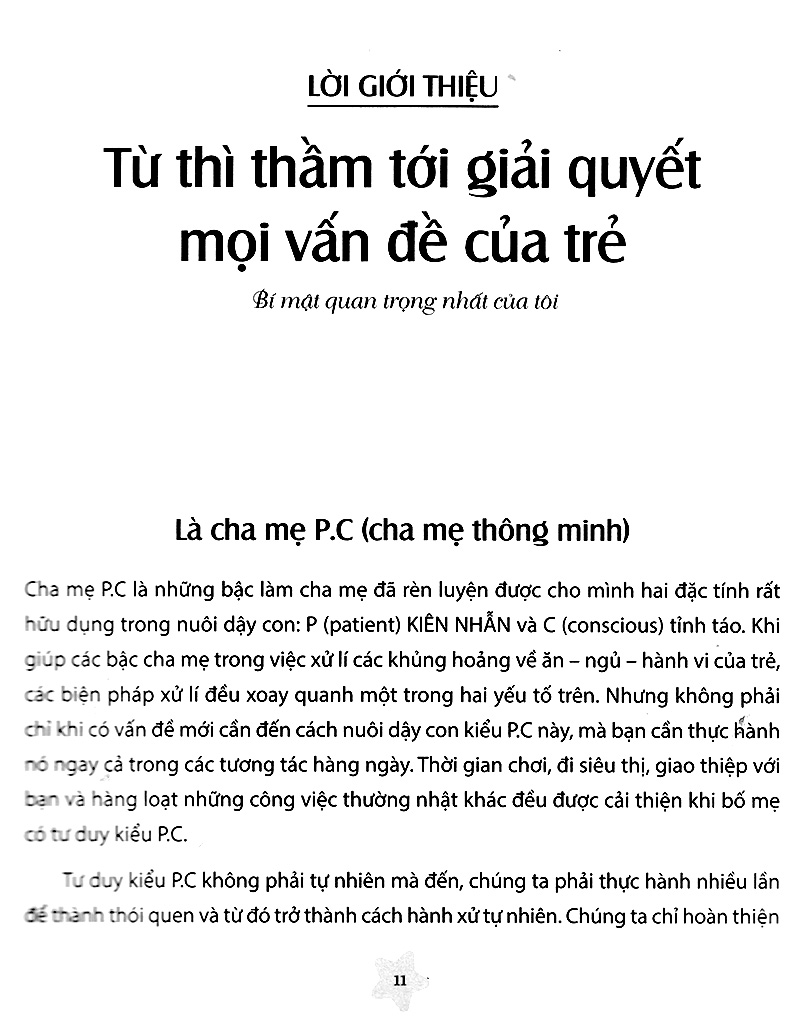 LỜI GIỚI THIỆU
Từ thì thầm tới giải quyết
mọi vấn đề của trẻ
Bí mật quan trọng nhất của tôi
Là cha mẹ P.C (cha mẹ thông minh)
Cha mẹ P.C là những bậc làm cha mẹ đã rèn luyện được cho mình hai đặc tính rất
hữu dụng trong nuôi dậy con: P (patient) KIÊN NHẪN và C (conscious) tỉnh táo. Khi
giúp các bậc cha mẹ trong việc xử lí các khủng hoảng về ăn – ngủ – hành vi của trẻ,
các biện pháp xử lí đều xoay quanh một trong hai yếu tố trên. Nhưng không phải
chỉ khi có vấn đề mới cần đến cách nuôi dậy con kiểu P.C này, mà bạn cần thực hành
nó ngay cả trong các tương tác hàng ngày. Thời gian chơi, đi siêu thị, giao thiệp với
bạn và hàng loạt những công việc thường nhật khác đều được cải thiện khi bố mẹ
có tư duy kiểu P.C.
Tư duy kiểu P.C không phải tự nhiên mà đến, chúng ta phải thực hành nhiều lần
để thành thói quen và từ đó trở thành cách hành xử tự nhiên. Chúng ta chỉ hoàn thiện
11